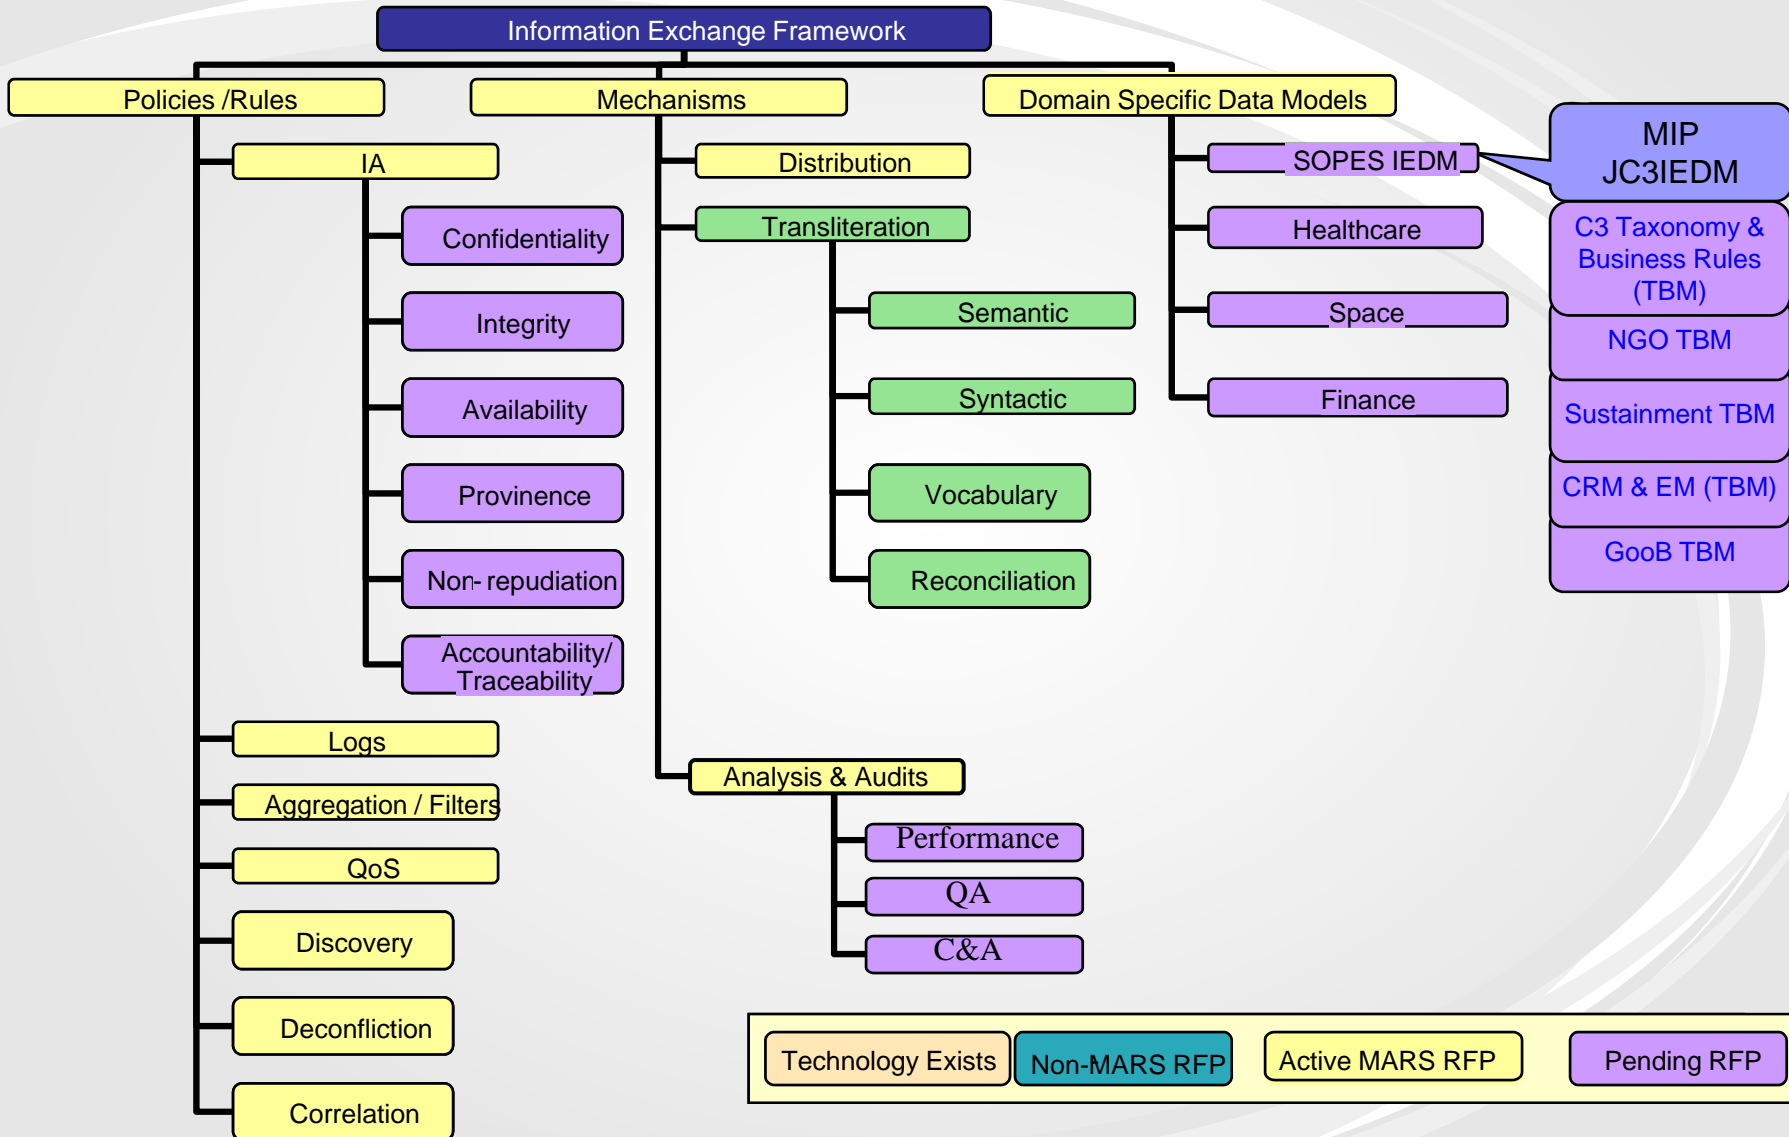 Information Exchange Framework
Policies /Rules
Mechanisms
Domain Specific Data Models
IA
Confidentiality
Integrity
Availability
Provinence
Non- repudiation
Accountability/
Traceability
Logs
Aggregation / Filters
QoS
Discovery
Deconfliction
Correlation
Distribution
Transliteration
Semantic
Syntactic
Vocabulary
Reconciliation
Analysis & Audits
Performance
QA
C&A
SOPES IEDM
Healthcare
Space
Finance
MIP
JC3IEDM
C3 Taxonomy &
Business Rules
(TBM)
NGO TBM
Sustainment TBM
CRM & EM (TBM)
GooB TBM
Technology Exists
Non-MARS RFP
Active MARS RFP
Pending RFP